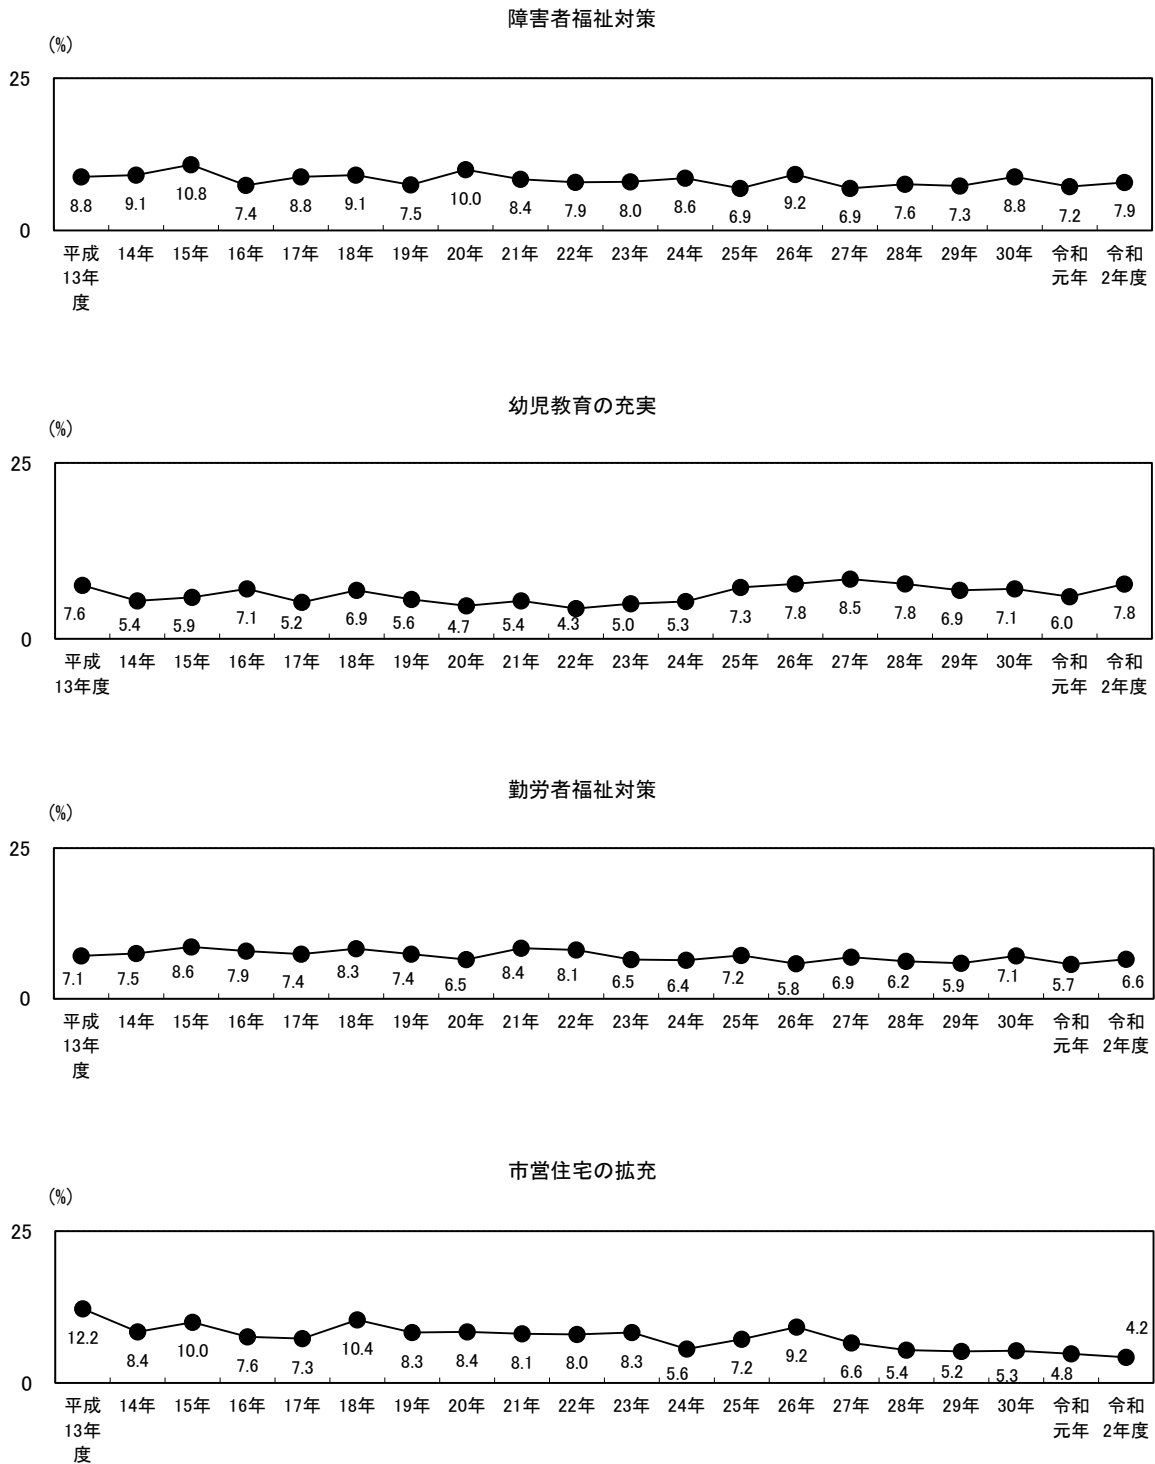 障害者福祉対策
(%)
25
8.8 9.1 10.8 7.4 8.8 9.1 7.5 10.0 8.4 7.9 8.0 8.6 6.9 9.2 6.9 7.6 7.3 8.8 7.2 7.9
0
平成 14年 15年 16年 17年 18年 19年 20年 21年 22年 23年 24年 25年 26年 27年 28年 29年 30年 令和 令和
13年 元年 2年度
度
幼児教育の充実
(%)
25
7.6 5.4 5.9 7.1 5.2 6.9 5.6 4.7 5.4 4.3 5.0 5.3 7.3 7.8 8.5 7.8 6.9 7.1 6.0 7.8
0
平成 14年 15年 16年 17年 18年 19年 20年 21年 22年 23年 24年 25年 26年 27年 28年 29年 30年 令和 令和
13年度 元年 2年度
勤労者福祉対策
(%)
25
7.1 7.5 8.6 7.9 7.4 8.3 7.4 6.5 8.4 8.1 6.5 6.4 7.2 5.8 6.9 6.2 5.9 7.1 5.7 6.6
0
平成 14年 15年 16年 17年 18年 19年 20年 21年 22年 23年 24年 25年 26年 27年 28年 29年 30年 令和 令和
13年 元年 2年度
度
市営住宅の拡充
(%)
25
12.2 8.4 10.0 7.6 7.3 10.4 8.3 8.4 8.1 8.0 8.3 5.6 7.2 9.2 6.6 5.4 5.2 5.3 4.8 4.2
0
平成 14年 15年 16年 17年 18年 19年 20年 21年 22年 23年 24年 25年 26年 27年 28年 29年 30年 令和 令和
13年 元年 2年度
度